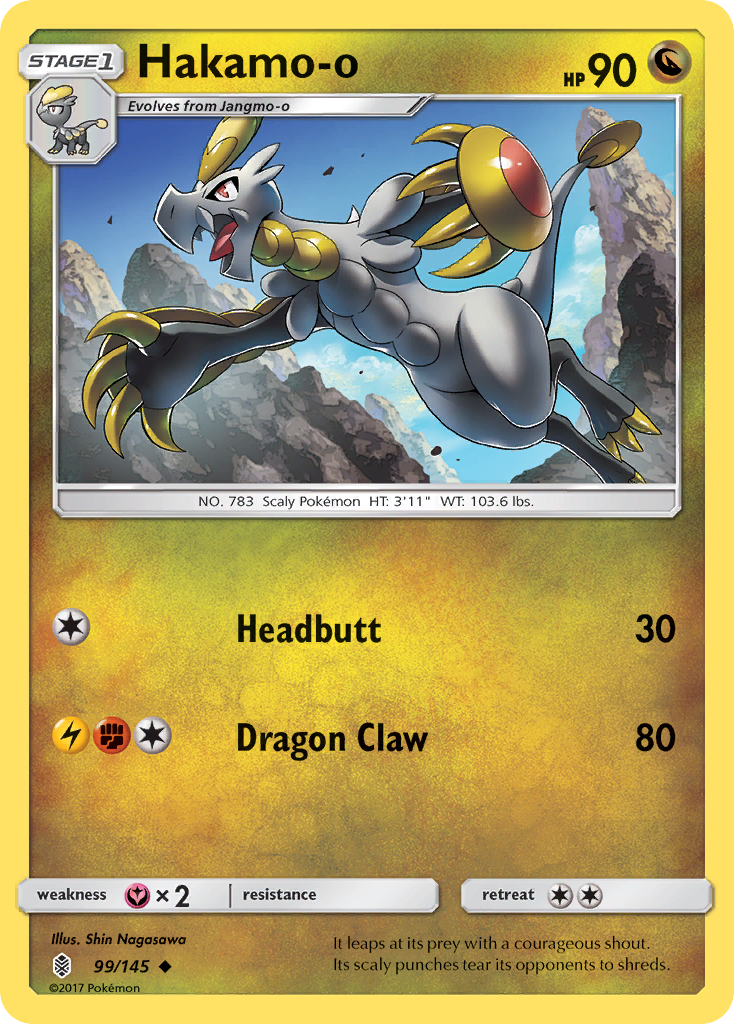 STAGE1
Hakamo-o
HP 90
Evolves from Jangmo-o
NO. 783 Scaly Pokémon HT: 3'11" WT: 103.6 lbs.
Headbutt 30
Dragon Claw 80
weakness ×2 resistance retreat
Illus. Shin Nagasawa
99/145
©2017 Pokémon
It leaps at its prey with a courageous shout.
Its scaly punches tear its opponents to shreds.